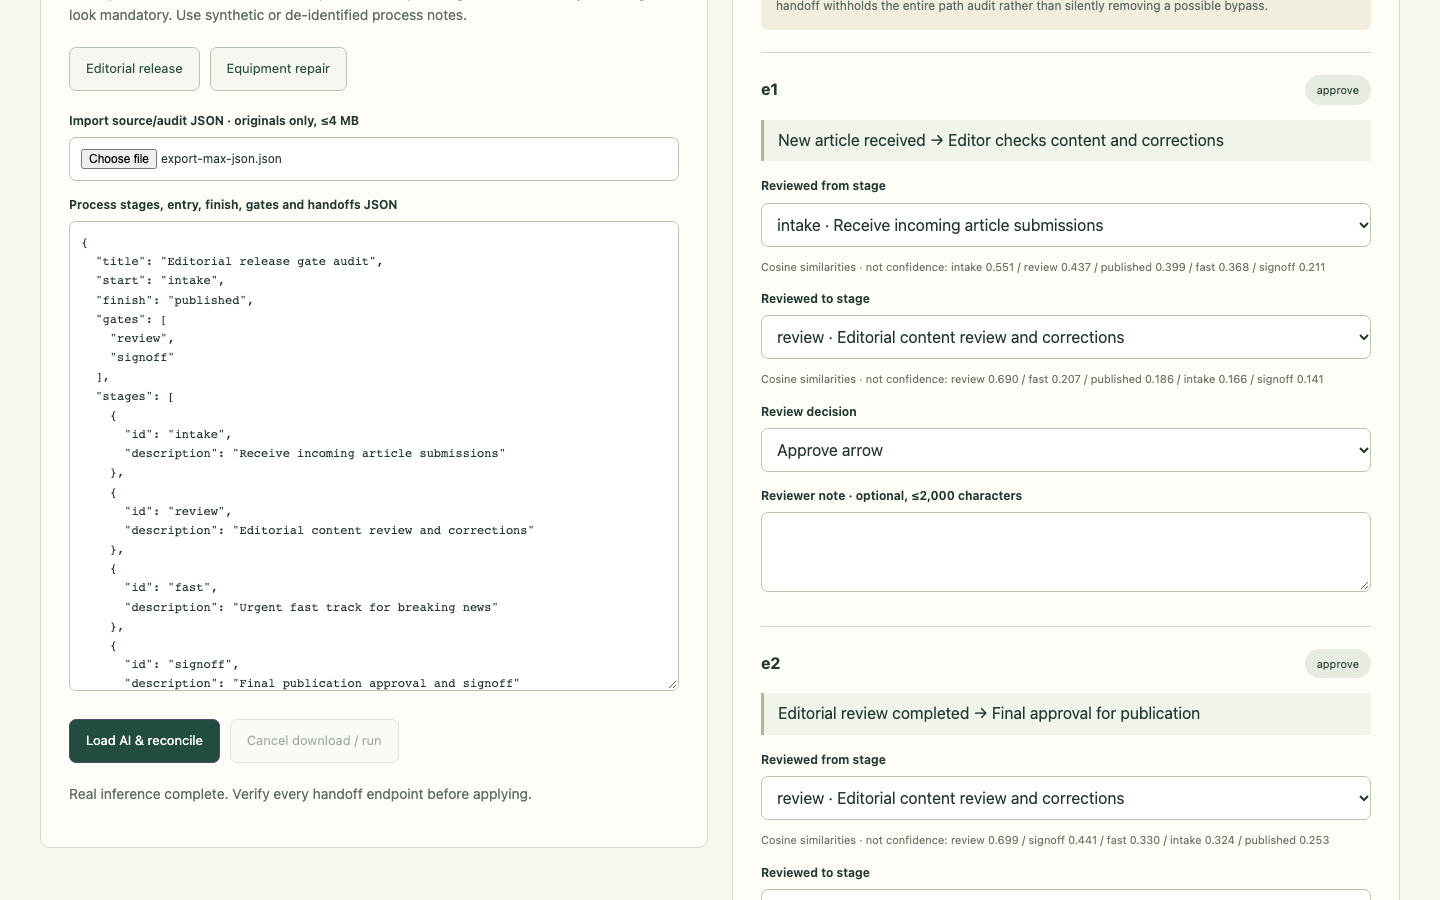 look mandatory. Use synthetic or de-identified process notes.
Editorial release
Equipment repair
Import source/audit JSON · originals only, ≤4 MB
Choose file export-max-json.json
Process stages, entry, finish, gates and handoffs JSON
{
"title": "Editorial release gate audit",
"start": "intake",
"finish": "published",
"gates": [
"review",
"signoff"
],
"stages": [
{
"id": "intake",
"description": "Receive incoming article submissions"
},
{
"id": "review",
"description": "Editorial content review and corrections"
},
{
"id": "fast",
"description": "Urgent fast track for breaking news"
},
{
"id": "signoff",
"description": "Final publication approval and signoff"
Load AI & reconcile
Cancel download / run
Real inference complete. Verify every handoff endpoint before applying.
handoff withholds the entire path audit rather than silently removing a possible bypass.
e1
approve
New article received → Editor checks content and corrections
Reviewed from stage
intake · Receive incoming article submissions
Cosine similarities · not confidence: intake 0.551 / review 0.437 / published 0.399 / fast 0.368 / signoff 0.211
Reviewed to stage
review · Editorial content review and corrections
Cosine similarities · not confidence: review 0.690 / fast 0.207 / published 0.186 / intake 0.166 / signoff 0.141
Review decision
Approve arrow
Reviewer note · optional, ≤2,000 characters
e2
approve
Editorial review completed → Final approval for publication
Reviewed from stage
review · Editorial content review and corrections
Cosine similarities · not confidence: review 0.699 / signoff 0.441 / fast 0.330 / intake 0.324 / published 0.253
Reviewed to stage